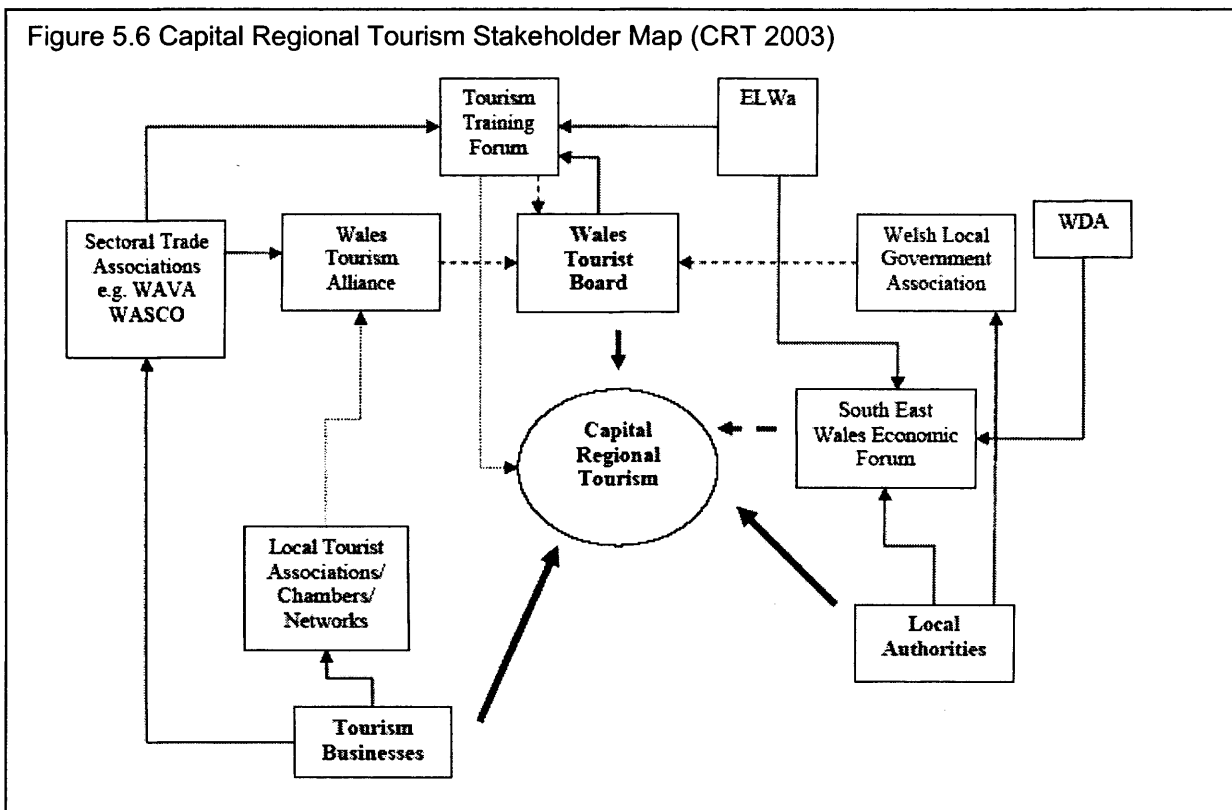 Figure 5.6 Capital Regional Tourism Stakeholder Map (CRT 2003)
Tourism
Training
Forum
ELWa
Sectoral Trade
Associations
e.g. WAVA
WASCO
Wales
Tourism
Alliance
Wales
Tourist
Board
Welsh Local
Government
Association
WDA
Capital
Regional
Tourism
South East
Wales Economic
Forum
Local Tourist
Associations/
Chambers/
Networks
Local
Authorities
Tourism
Businesses